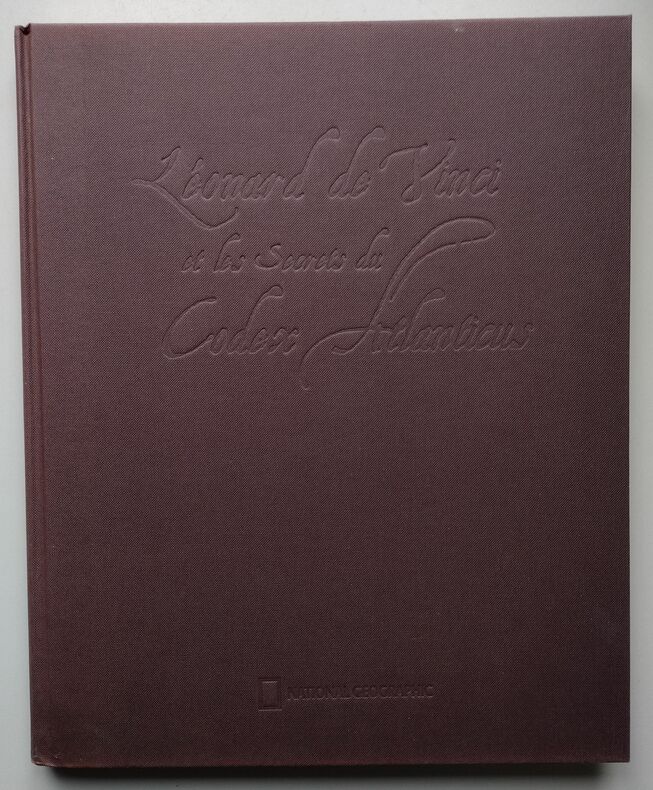 Léonard de Vinci
et les Secrets du
Codex Atlanticus
NATIONAL GEOGRAPHIC